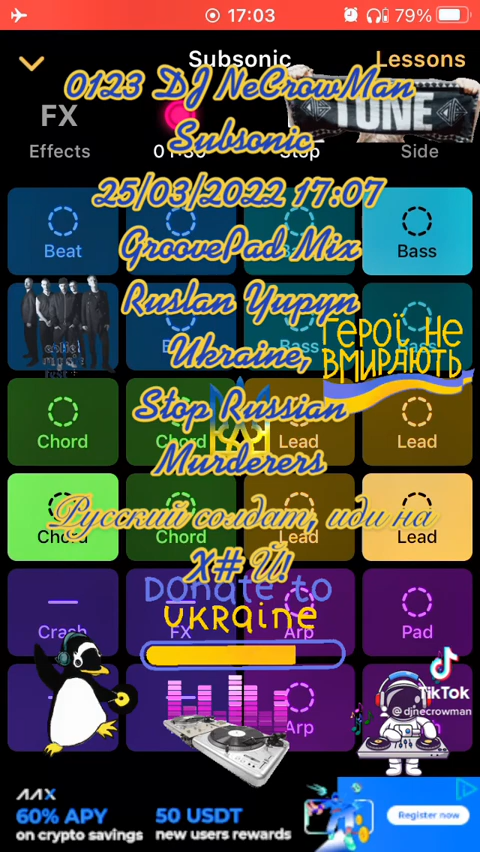 17:03
79%
Subsonic
Lessons
0123 DJ NeCrowMan
TUNE
FX
Subsonic
Effects
Stop
Side
25/03/2022 17:07
Beat
Bass
GroovePad Mix
Ruslan Yupyn
Bass
ГЕРОЇ НЕ
ВМИРАЮТЬ
Ukraine,
Stop Russian
Chord
Chord
Lead
Lead
Murderers
Русский солдат, иди на
Chord
Chord
Lead
Lead
Х# Й!
DONATE TO
UKRAINE
Crash
FX
Arp
Pad
TikTok
@djnecrowman
Arp
AAX
60% APY
on crypto savings
50 USDT
new users rewards
Register now